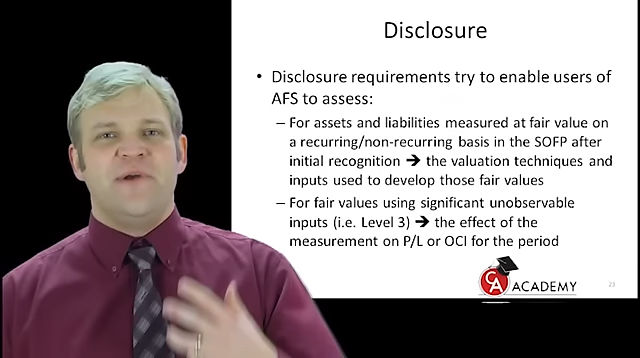 Disclosure
• Disclosure requirements try to enable users of
AFS to assess:
– For assets and liabilities measured at fair value on
a recurring/non-recurring basis in the SOFP after
initial recognition ➔ the valuation techniques and
inputs used to develop those fair values
– For fair values using significant unobservable
inputs (i.e. Level 3) ➔ the effect of the
measurement on P/L or OCI for the period
CA ACADEMY
23